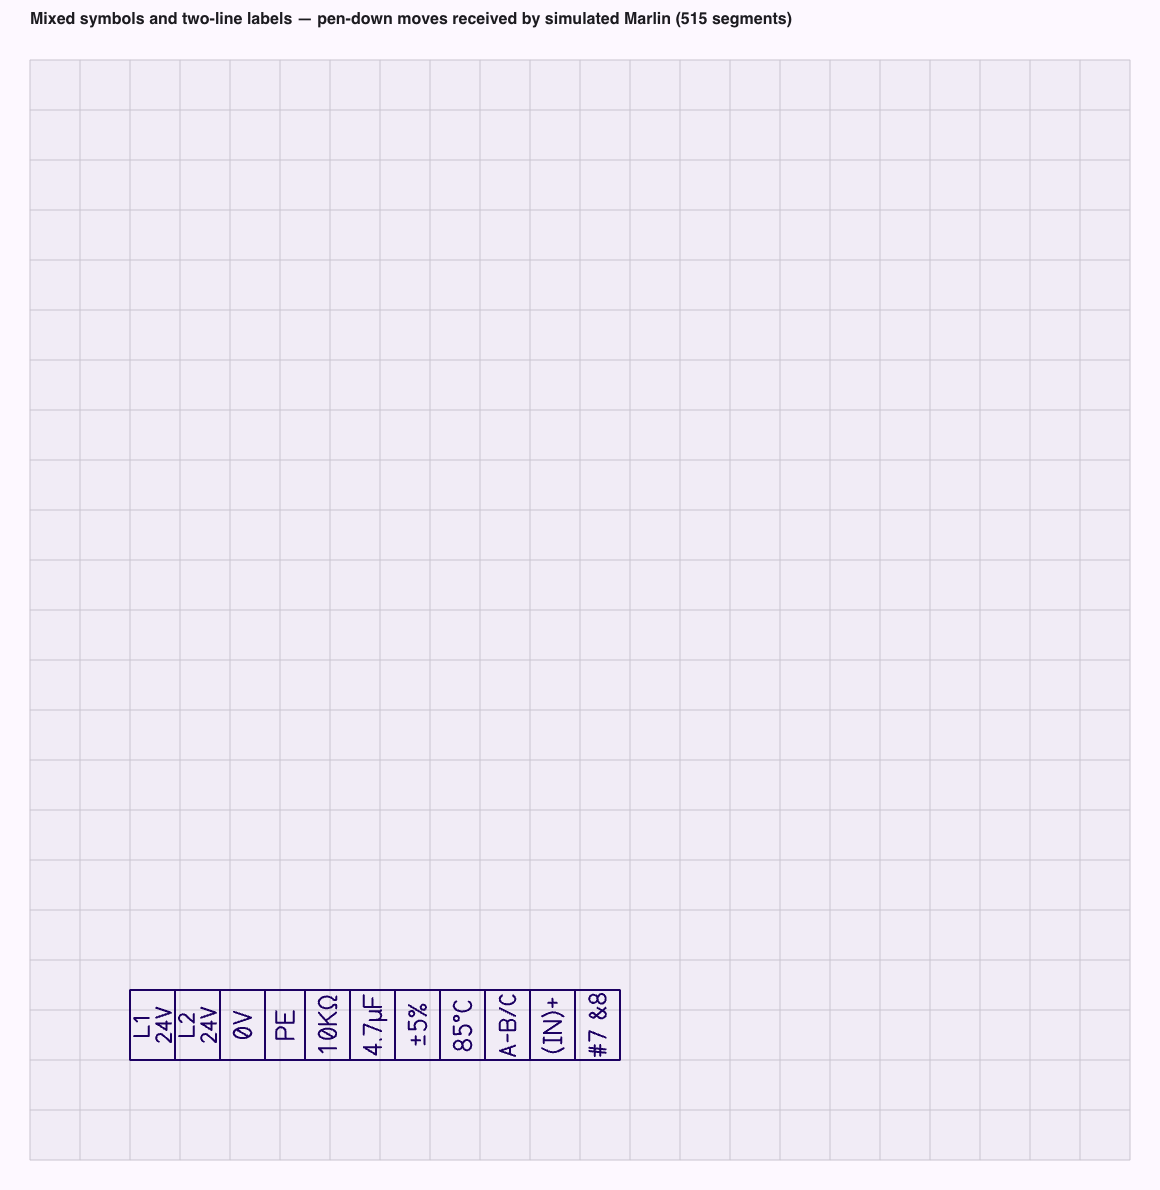 Mixed symbols and two-line labels — pen-down moves received by simulated Marlin (515 segments)
L1
24V
L2
24V
0V
PE
10KΩ
4.7µF
±5%
85°C
A-B/C
(IN)+
#7 &8